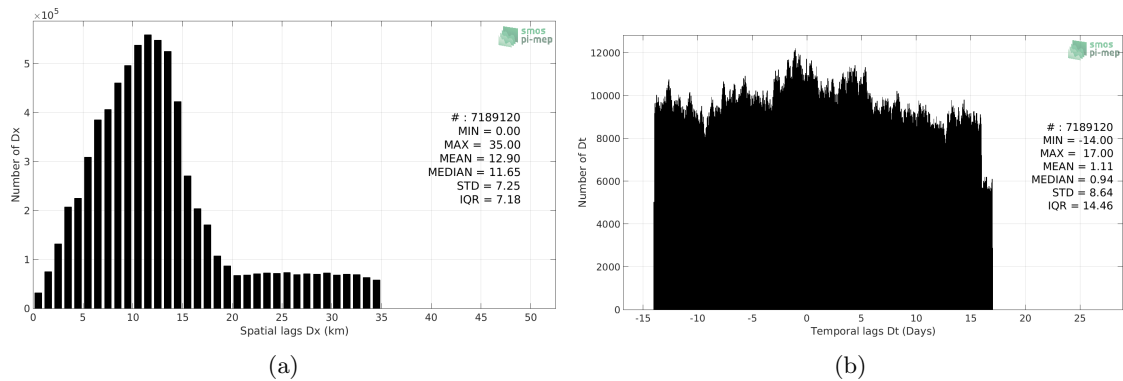 ×10⁵
5
4
3
2
1
0
Number of Dx
0 5 10 15 20 25 30 35 40 45 50
Spatial lags Dx (km)
smos
pi-mep
# : 7189120
MIN = 0.00
MAX = 35.00
MEAN = 12.90
MEDIAN = 11.65
STD = 7.25
IQR = 7.18
(a)
12000
10000
8000
6000
4000
2000
0
Number of Dt
-15 -10 -5 0 5 10 15 20 25
Temporal lags Dt (Days)
smos
pi-mep
# : 7189120
MIN = -14.00
MAX = 17.00
MEAN = 1.11
MEDIAN = 0.94
STD = 8.64
IQR = 14.46
(b)